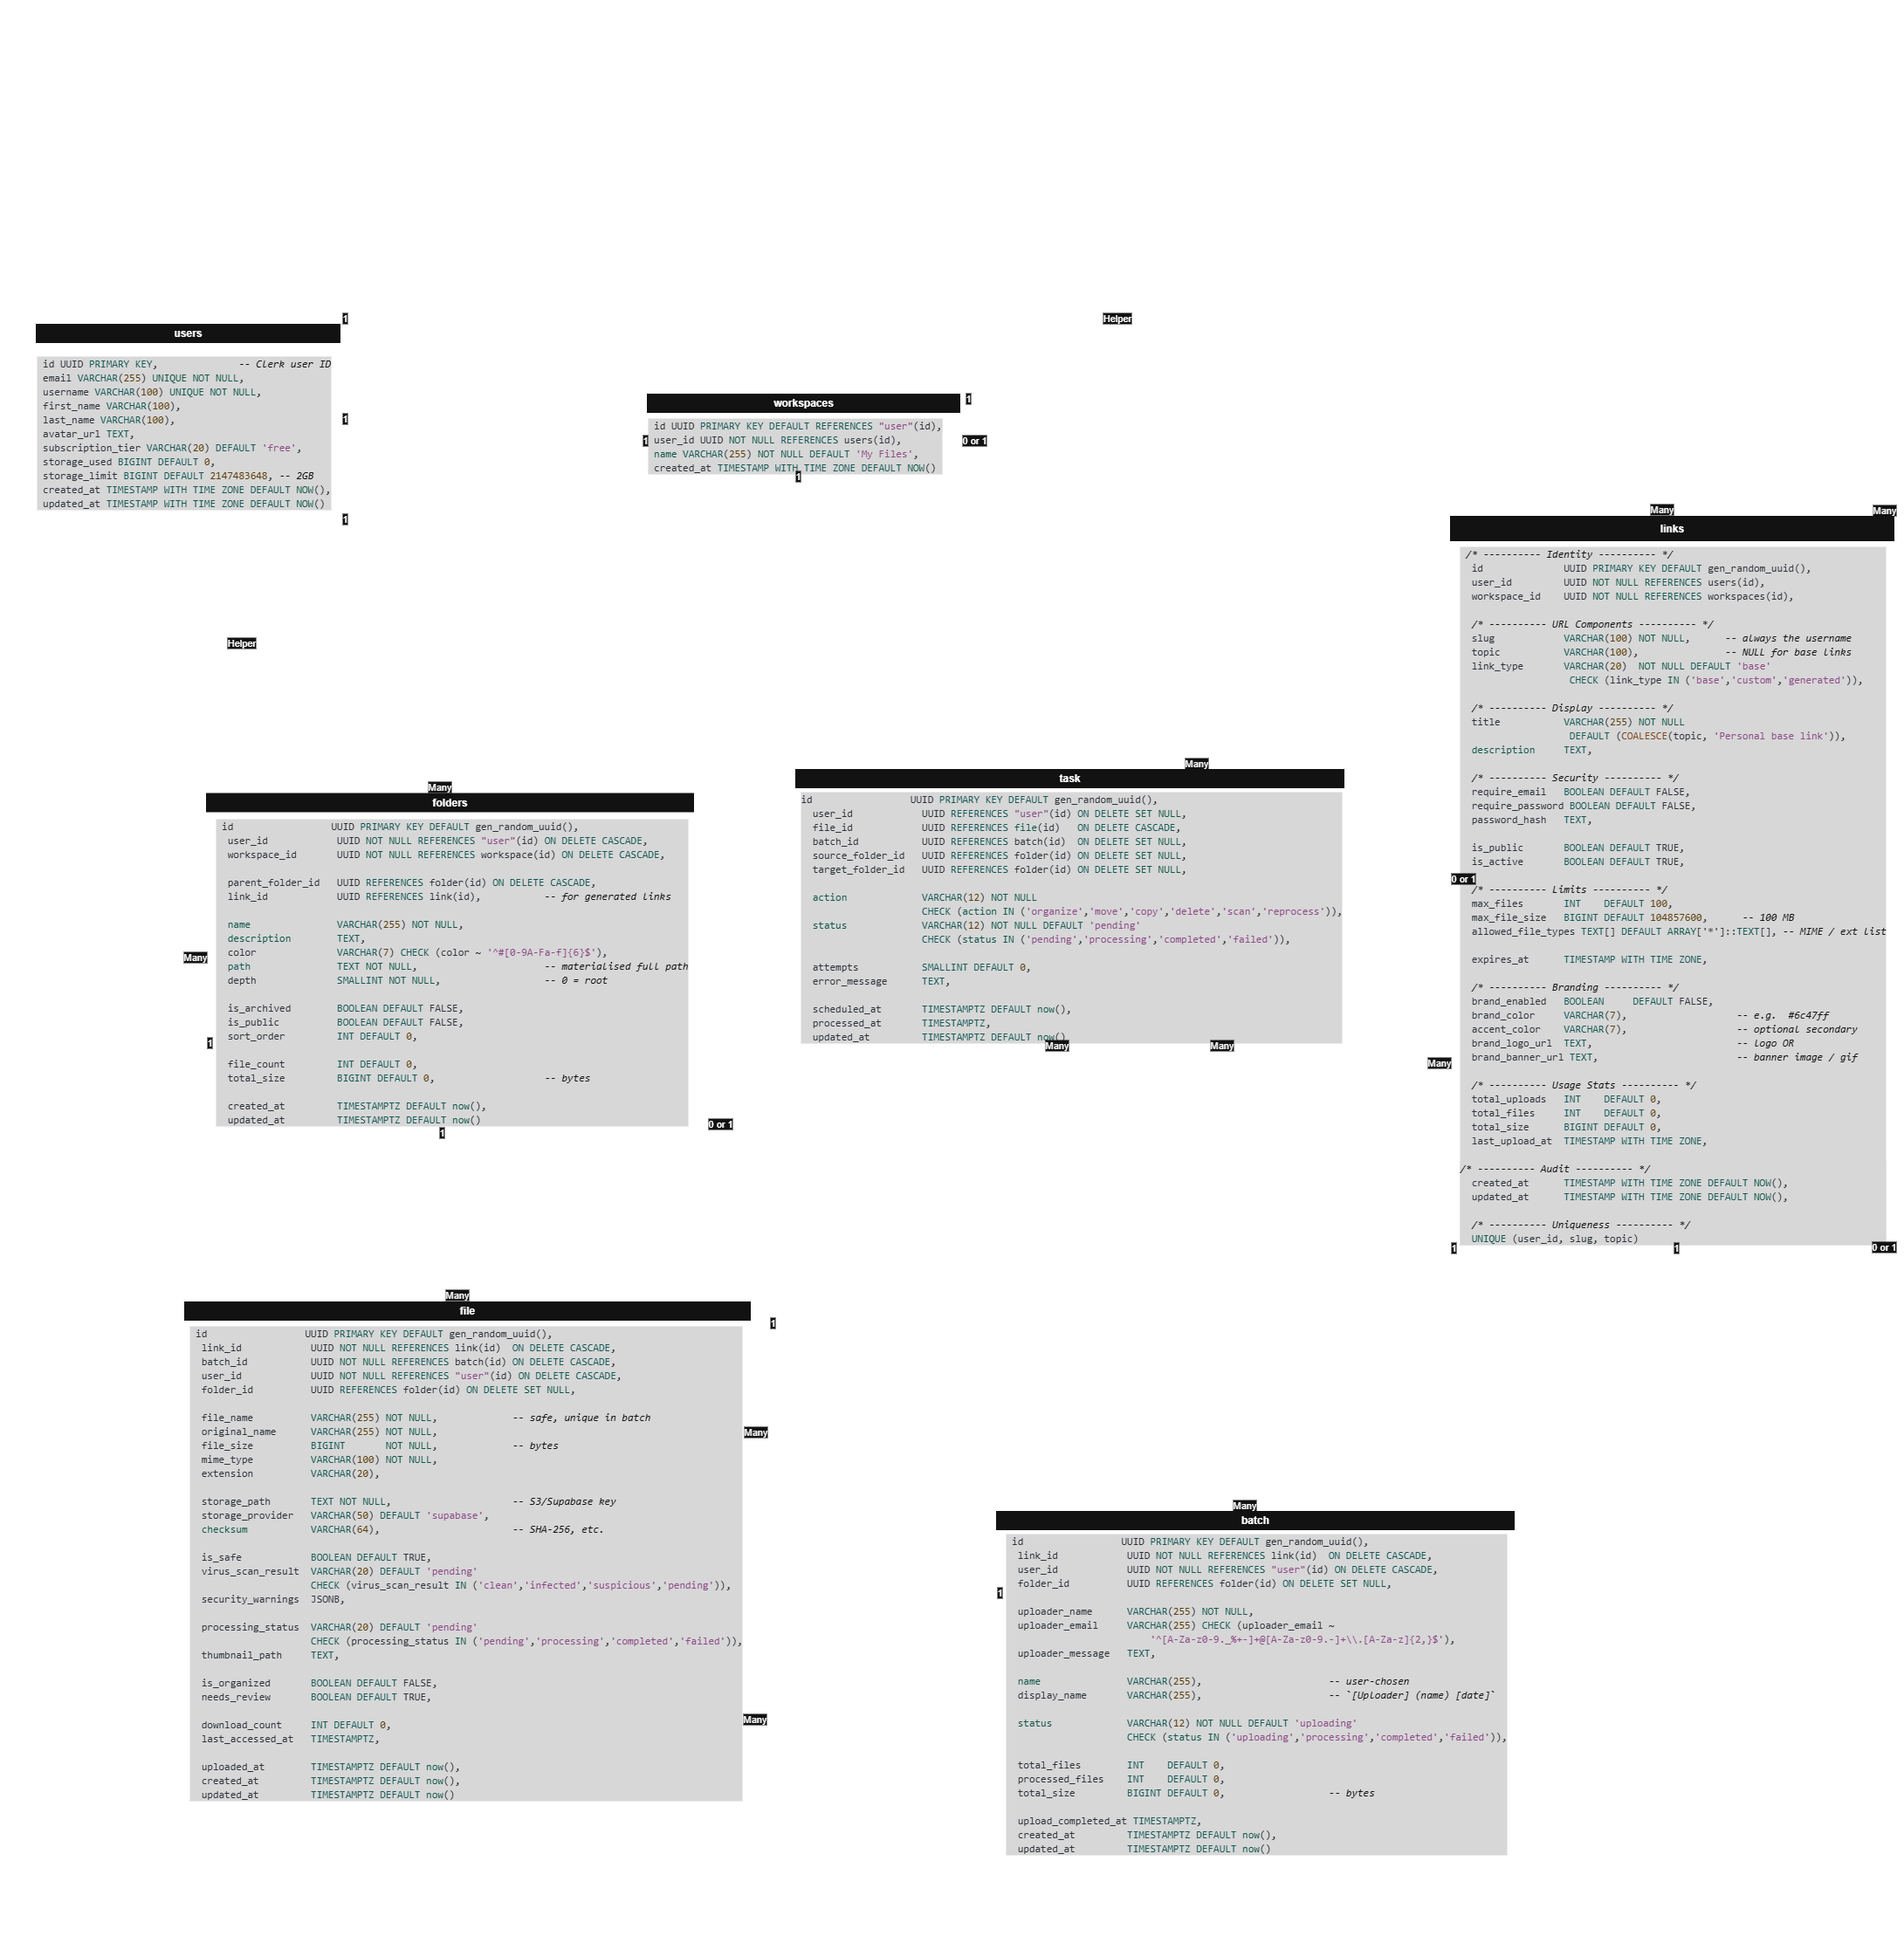 1
users
id UUID PRIMARY KEY,              -- Clerk user ID
email VARCHAR(255) UNIQUE NOT NULL,
username VARCHAR(100) UNIQUE NOT NULL,
first_name VARCHAR(100),
last_name VARCHAR(100),
avatar_url TEXT,
subscription_tier VARCHAR(20) DEFAULT 'free',
storage_used BIGINT DEFAULT 0,
storage_limit BIGINT DEFAULT 2147483648, -- 2GB
created_at TIMESTAMP WITH TIME ZONE DEFAULT NOW(),
updated_at TIMESTAMP WITH TIME ZONE DEFAULT NOW()
1
1
Helper
workspaces
1
id UUID PRIMARY KEY DEFAULT REFERENCES "user"(id),
user_id UUID NOT NULL REFERENCES users(id),
name VARCHAR(255) NOT NULL DEFAULT 'My Files',
created_at TIMESTAMP WITH TIME ZONE DEFAULT NOW()
1
0 or 1
1
Many
Many
links
/* ---------- Identity ---------- */
id UUID PRIMARY KEY DEFAULT gen_random_uuid(),
user_id UUID NOT NULL REFERENCES users(id),
workspace_id UUID NOT NULL REFERENCES workspaces(id),
/* ---------- URL Components ---------- */
slug VARCHAR(100) NOT NULL, -- always the username
topic VARCHAR(100), -- NULL for base links
link_type VARCHAR(20) NOT NULL DEFAULT 'base'
CHECK (link_type IN ('base','custom','generated')),
/* ---------- Display ---------- */
title VARCHAR(255) NOT NULL
DEFAULT (COALESCE(topic, 'Personal base link')),
description TEXT,
/* ---------- Security ---------- */
require_email BOOLEAN DEFAULT FALSE,
require_password BOOLEAN DEFAULT FALSE,
password_hash TEXT,
is_public BOOLEAN DEFAULT TRUE,
is_active BOOLEAN DEFAULT TRUE,
0 or 1
/* ---------- Limits ---------- */
max_files INT DEFAULT 100,
max_file_size BIGINT DEFAULT 104857600, -- 100 MB
allowed_file_types TEXT[] DEFAULT ARRAY['*']::TEXT[], -- MIME / ext list
expires_at TIMESTAMP WITH TIME ZONE,
/* ---------- Branding ---------- */
brand_enabled BOOLEAN DEFAULT FALSE,
brand_color VARCHAR(7), -- e.g. #6c47ff
accent_color VARCHAR(7), -- optional secondary
brand_logo_url TEXT, -- logo OR
brand_banner_url TEXT, -- banner image / gif
Many
/* ---------- Usage Stats ---------- */
total_uploads INT DEFAULT 0,
total_files INT DEFAULT 0,
total_size BIGINT DEFAULT 0,
last_upload_at TIMESTAMP WITH TIME ZONE,
/* ---------- Audit ---------- */
created_at TIMESTAMP WITH TIME ZONE DEFAULT NOW(),
updated_at TIMESTAMP WITH TIME ZONE DEFAULT NOW(),
/* ---------- Uniqueness ---------- */
UNIQUE (user_id, slug, topic)
1
1
0 or 1
Helper
Many
folders
id UUID PRIMARY KEY DEFAULT gen_random_uuid(),
user_id UUID NOT NULL REFERENCES "user"(id) ON DELETE CASCADE,
workspace_id UUID NOT NULL REFERENCES workspace(id) ON DELETE CASCADE,
parent_folder_id UUID REFERENCES folder(id) ON DELETE CASCADE,
link_id UUID REFERENCES link(id), -- for generated links
name VARCHAR(255) NOT NULL,
description TEXT,
color VARCHAR(7) CHECK (color ~ '^#[0-9A-Fa-f]{6}$'),
path TEXT NOT NULL, -- materialised full path
depth SMALLINT NOT NULL, -- 0 = root
Many
is_archived BOOLEAN DEFAULT FALSE,
is_public BOOLEAN DEFAULT FALSE,
sort_order INT DEFAULT 0,
1
file_count INT DEFAULT 0,
total_size BIGINT DEFAULT 0, -- bytes
created_at TIMESTAMPTZ DEFAULT now(),
updated_at TIMESTAMPTZ DEFAULT now()
1
0 or 1
Many
task
id UUID PRIMARY KEY DEFAULT gen_random_uuid(),
user_id UUID REFERENCES "user"(id) ON DELETE SET NULL,
file_id UUID REFERENCES file(id) ON DELETE CASCADE,
batch_id UUID REFERENCES batch(id) ON DELETE SET NULL,
source_folder_id UUID REFERENCES folder(id) ON DELETE SET NULL,
target_folder_id UUID REFERENCES folder(id) ON DELETE SET NULL,
action VARCHAR(12) NOT NULL
CHECK (action IN ('organize','move','copy','delete','scan','reprocess')),
status VARCHAR(12) NOT NULL DEFAULT 'pending'
CHECK (status IN ('pending','processing','completed','failed')),
attempts SMALLINT DEFAULT 0,
error_message TEXT,
scheduled_at TIMESTAMPTZ DEFAULT now(),
processed_at TIMESTAMPTZ,
updated_at TIMESTAMPTZ DEFAULT now()
Many
Many
Many
file
1
id UUID PRIMARY KEY DEFAULT gen_random_uuid(),
link_id UUID NOT NULL REFERENCES link(id) ON DELETE CASCADE,
batch_id UUID NOT NULL REFERENCES batch(id) ON DELETE CASCADE,
user_id UUID NOT NULL REFERENCES "user"(id) ON DELETE CASCADE,
folder_id UUID REFERENCES folder(id) ON DELETE SET NULL,
file_name VARCHAR(255) NOT NULL, -- safe, unique in batch
original_name VARCHAR(255) NOT NULL,
file_size BIGINT NOT NULL, -- bytes
mime_type VARCHAR(100) NOT NULL,
extension VARCHAR(20),
Many
storage_path TEXT NOT NULL, -- S3/Supabase key
storage_provider VARCHAR(50) DEFAULT 'supabase',
checksum VARCHAR(64), -- SHA-256, etc.
is_safe BOOLEAN DEFAULT TRUE,
virus_scan_result VARCHAR(20) DEFAULT 'pending'
CHECK (virus_scan_result IN ('clean','infected','suspicious','pending')),
security_warnings JSONB,
processing_status VARCHAR(20) DEFAULT 'pending'
CHECK (processing_status IN ('pending','processing','completed','failed')),
thumbnail_path TEXT,
is_organized BOOLEAN DEFAULT FALSE,
needs_review BOOLEAN DEFAULT TRUE,
Many
download_count INT DEFAULT 0,
last_accessed_at TIMESTAMPTZ,
uploaded_at TIMESTAMPTZ DEFAULT now(),
created_at TIMESTAMPTZ DEFAULT now(),
updated_at TIMESTAMPTZ DEFAULT now()
Many
batch
id UUID PRIMARY KEY DEFAULT gen_random_uuid(),
link_id UUID NOT NULL REFERENCES link(id) ON DELETE CASCADE,
user_id UUID NOT NULL REFERENCES "user"(id) ON DELETE CASCADE,
folder_id UUID REFERENCES folder(id) ON DELETE SET NULL,
1
uploader_name VARCHAR(255) NOT NULL,
uploader_email VARCHAR(255) CHECK (uploader_email ~
'^[A-Za-z0-9._%+-]+@[A-Za-z0-9.-]+\\.[A-Za-z]{2,}$'),
uploader_message TEXT,
name VARCHAR(255), -- user-chosen
display_name VARCHAR(255), -- `[Uploader] (name) [date]`
status VARCHAR(12) NOT NULL DEFAULT 'uploading'
CHECK (status IN ('uploading','processing','completed','failed')),
total_files INT DEFAULT 0,
processed_files INT DEFAULT 0,
total_size BIGINT DEFAULT 0, -- bytes
upload_completed_at TIMESTAMPTZ,
created_at TIMESTAMPTZ DEFAULT now(),
updated_at TIMESTAMPTZ DEFAULT now()